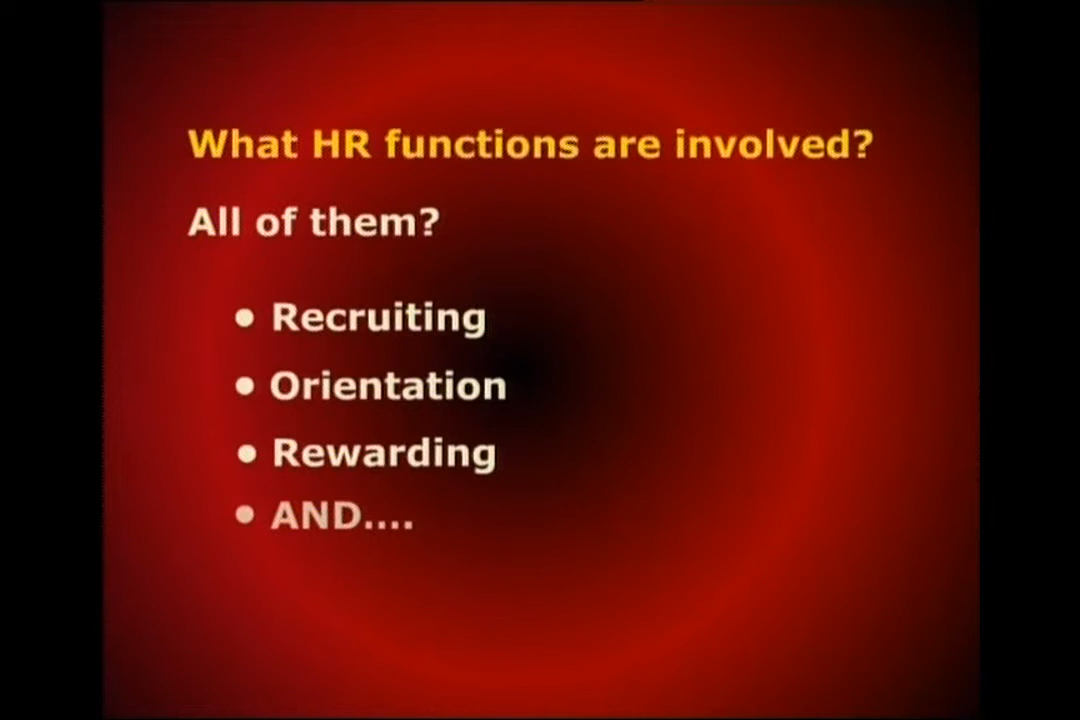 What HR functions are involved?
All of them?
• Recruiting
• Orientation
• Rewarding
• AND....